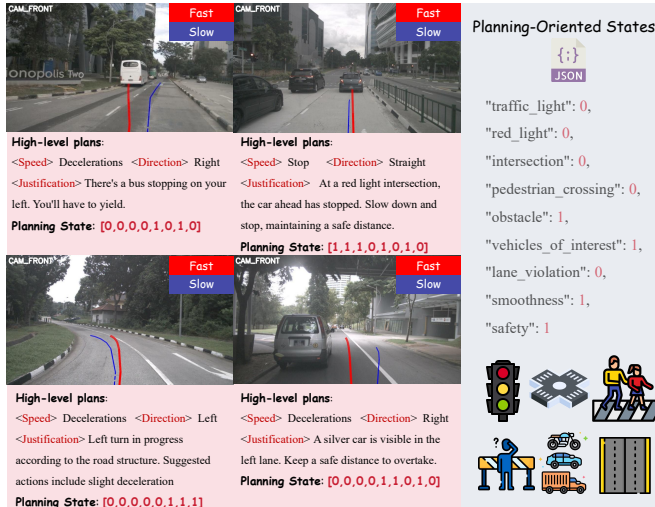 CAM_FRONT
Fast
Slow
onopolis Two
High-level plans:
<Speed> Decelerations <Direction> Right
<Justification> There's a bus stopping on your
left. You'll have to yield.
Planning State: [0,0,0,0,1,0,1,0]
CAM_FRONT
Fast
Slow
High-level plans:
<Speed> Stop <Direction> Straight
<Justification> At a red light intersection,
the car ahead has stopped. Slow down and
stop, maintaining a safe distance.
Planning State: [1,1,1,0,1,0,1,0]
CAM_FRONT
Fast
Slow
High-level plans:
<Speed> Decelerations <Direction> Left
<Justification> Left turn in progress
according to the road structure. Suggested
actions include slight deceleration
Planning State: [0,0,0,0,0,1,1,1]
CAM_FRONT
Fast
Slow
High-level plans:
<Speed> Decelerations <Direction> Right
<Justification> A silver car is visible in the
left lane. Keep a safe distance to overtake.
Planning State: [0,0,0,0,1,1,0,1,0]
Planning-Oriented States
{;}
JSON
"traffic_light": 0,
"red_light": 0,
"intersection": 0,
"pedestrian_crossing": 0,
"obstacle": 1,
"vehicles_of_interest": 1,
"lane_violation": 0,
"smoothness": 1,
"safety": 1